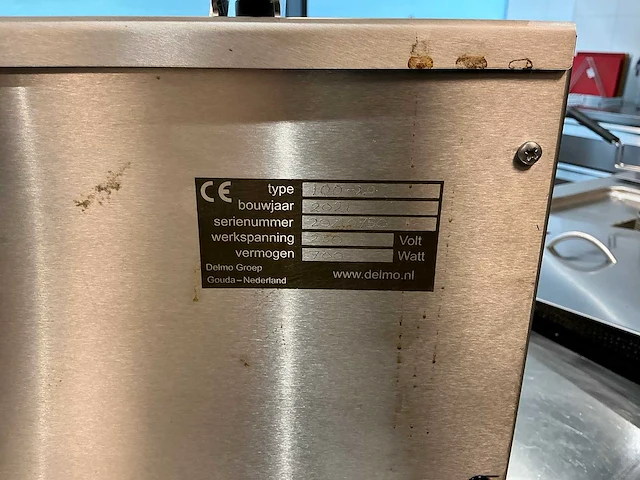 CE type
bouwjaar
serienummer
werkspanning Volt
vermogen Watt
Delmo Groep
Gouda – Nederland www.delmo.nl